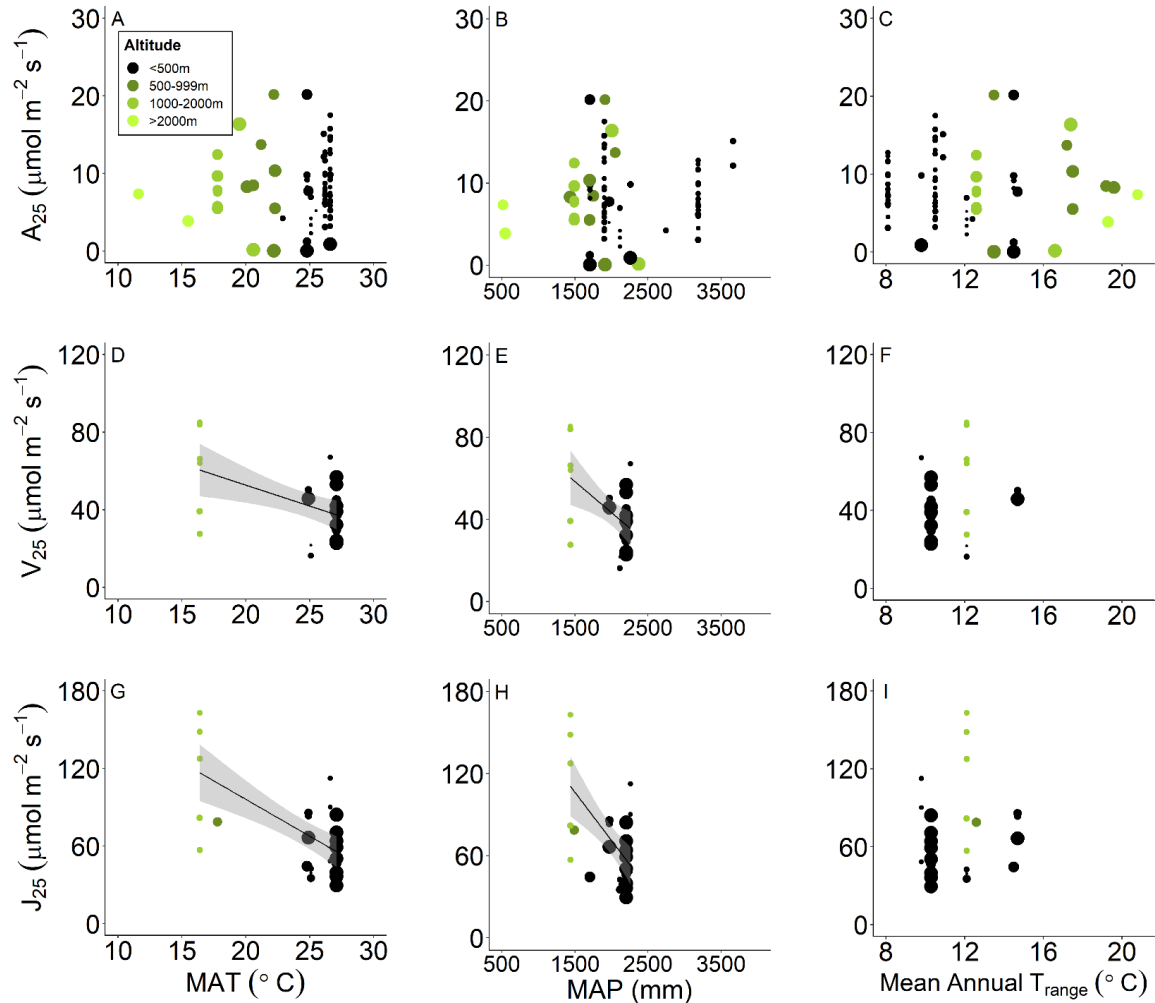 A
B
C
Altitude
<500m
500-999m
1000-2000m
>2000m
A₂₅ (μmol m⁻² s⁻¹)
30
20
10
0
10 15 20 25 30
30
20
10
0
500 1500 2500 3500
30
20
10
0
8 12 16 20
D
E
F
V₂₅ (μmol m⁻² s⁻¹)
120
80
40
0
10 15 20 25 30
120
80
40
0
500 1500 2500 3500
120
80
40
0
8 12 16 20
G
H
I
J₂₅ (μmol m⁻² s⁻¹)
180
120
60
0
10 15 20 25 30
180
120
60
0
500 1500 2500 3500
180
120
60
0
8 12 16 20
MAT (° C)
MAP (mm)
Mean Annual Tᵣₐₙgₑ (° C)